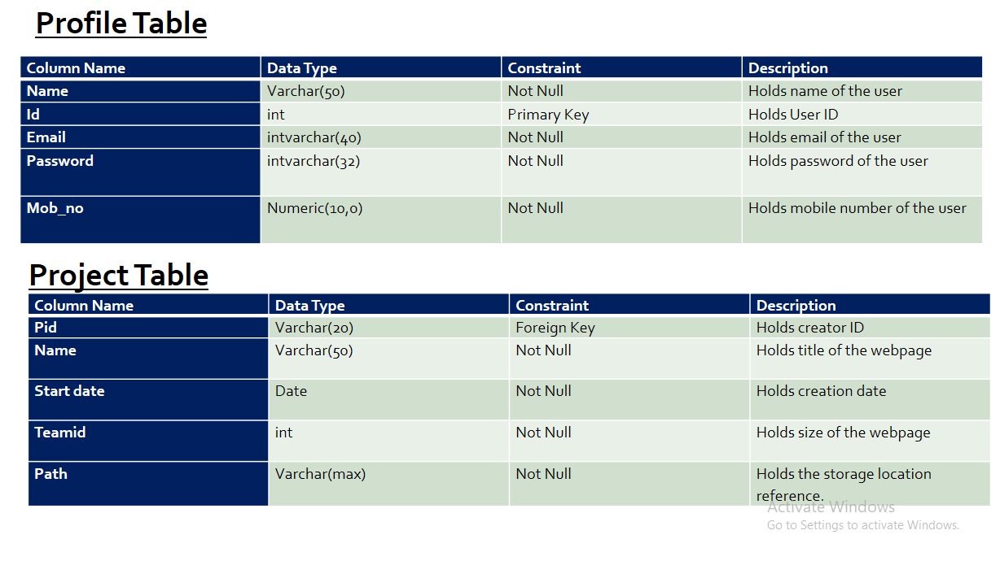 Profile Table
Column Name Data Type Constraint Description
Name Varchar(50) Not Null Holds name of the user
Id int Primary Key Holds User ID
Email intvarchar(40) Not Null Holds email of the user
Password intvarchar(32) Not Null Holds password of the user
Mob_no Numeric(10,0) Not Null Holds mobile number of the user
Project Table
Column Name Data Type Constraint Description
Pid Varchar(20) Foreign Key Holds creator ID
Name Varchar(50) Not Null Holds title of the webpage
Start date Date Not Null Holds creation date
Teamid int Not Null Holds size of the webpage
Path Varchar(max) Not Null Holds the storage location
reference.
Activate Windows
Go to Settings to activate Windows.